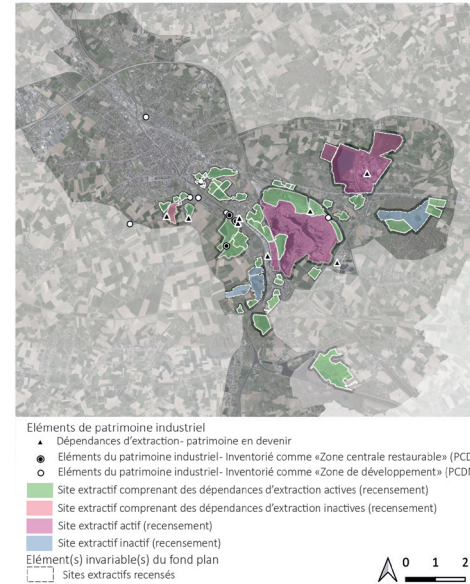 Eléments de patrimoine industriel
Dépendances d'extraction- patrimoine en devenir
Eléments du patrimoine industriel- Inventorié comme «Zone centrale restaurable» (PCD
Eléments du patrimoine industriel- Inventorié comme «Zone de développement» (PCDN
Site extractif comprenant des dépendances d'extraction actives (recensement)
Site extractif comprenant des dépendances d'extraction inactives (recensement)
Site extractif actif (recensement)
Site extractif inactif (recensement)
Elément(s) invariable(s) du fond plan
Sites extractifs recensés
0 1 2